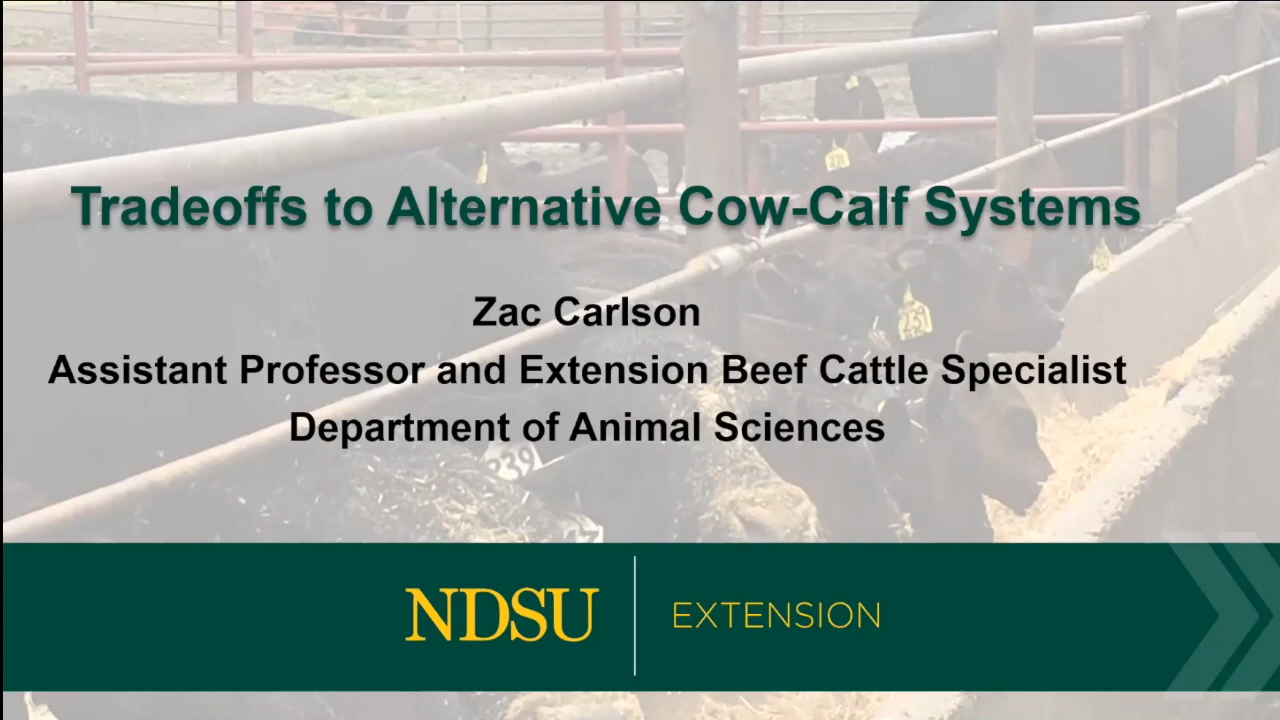 Tradeoffs to Alternative Cow-Calf Systems
Zac Carlson
Assistant Professor and Extension Beef Cattle Specialist
Department of Animal Sciences
239
NDSU
EXTENSION